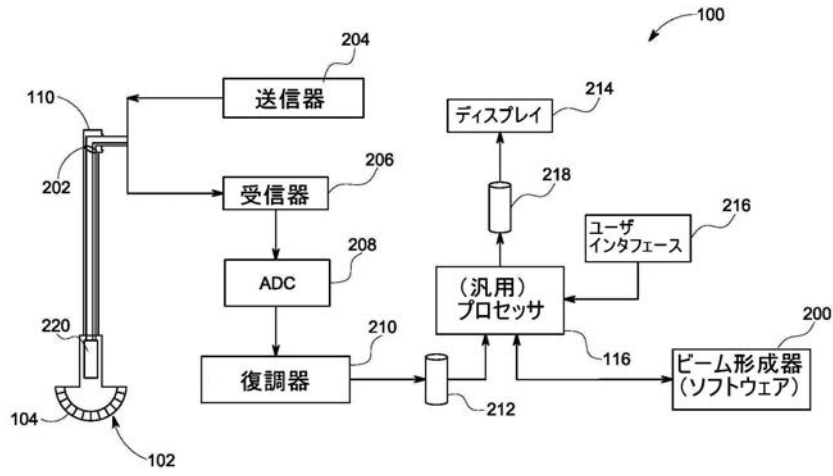 100
204
送信器
110
202
206
受信器
208
ADC
210
復調器
212
ディスプレイ
214
218
216
ユーザ
インタフェース
(汎用)
プロセッサ
116
200
ビーム形成器
(ソフトウェア)
220
104
102